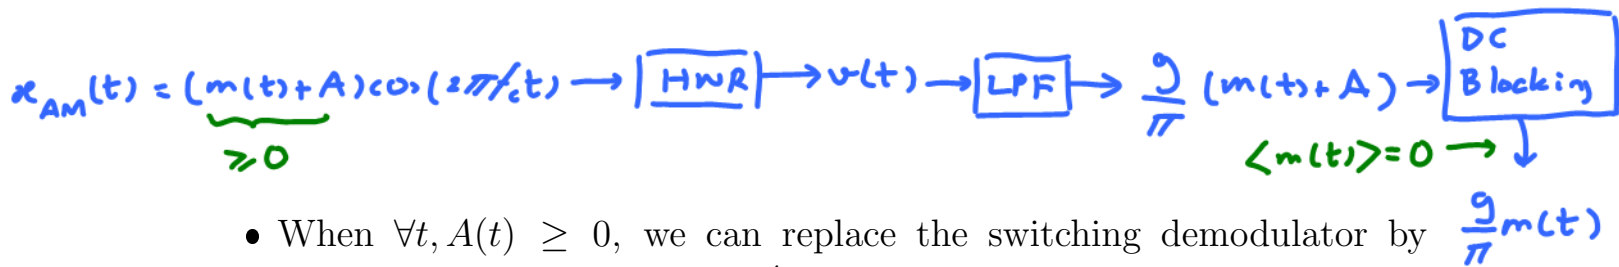 x_AM(t) = (m(t)+A)cos(2πf_c t) → HWR → v(t) → LPF → g/π (m(t)+A) → DC Blocking
≥0
<m(t)>=0 →
g/π m(t)
• When ∀t, A(t) ≥ 0, we can replace the switching demodulator by